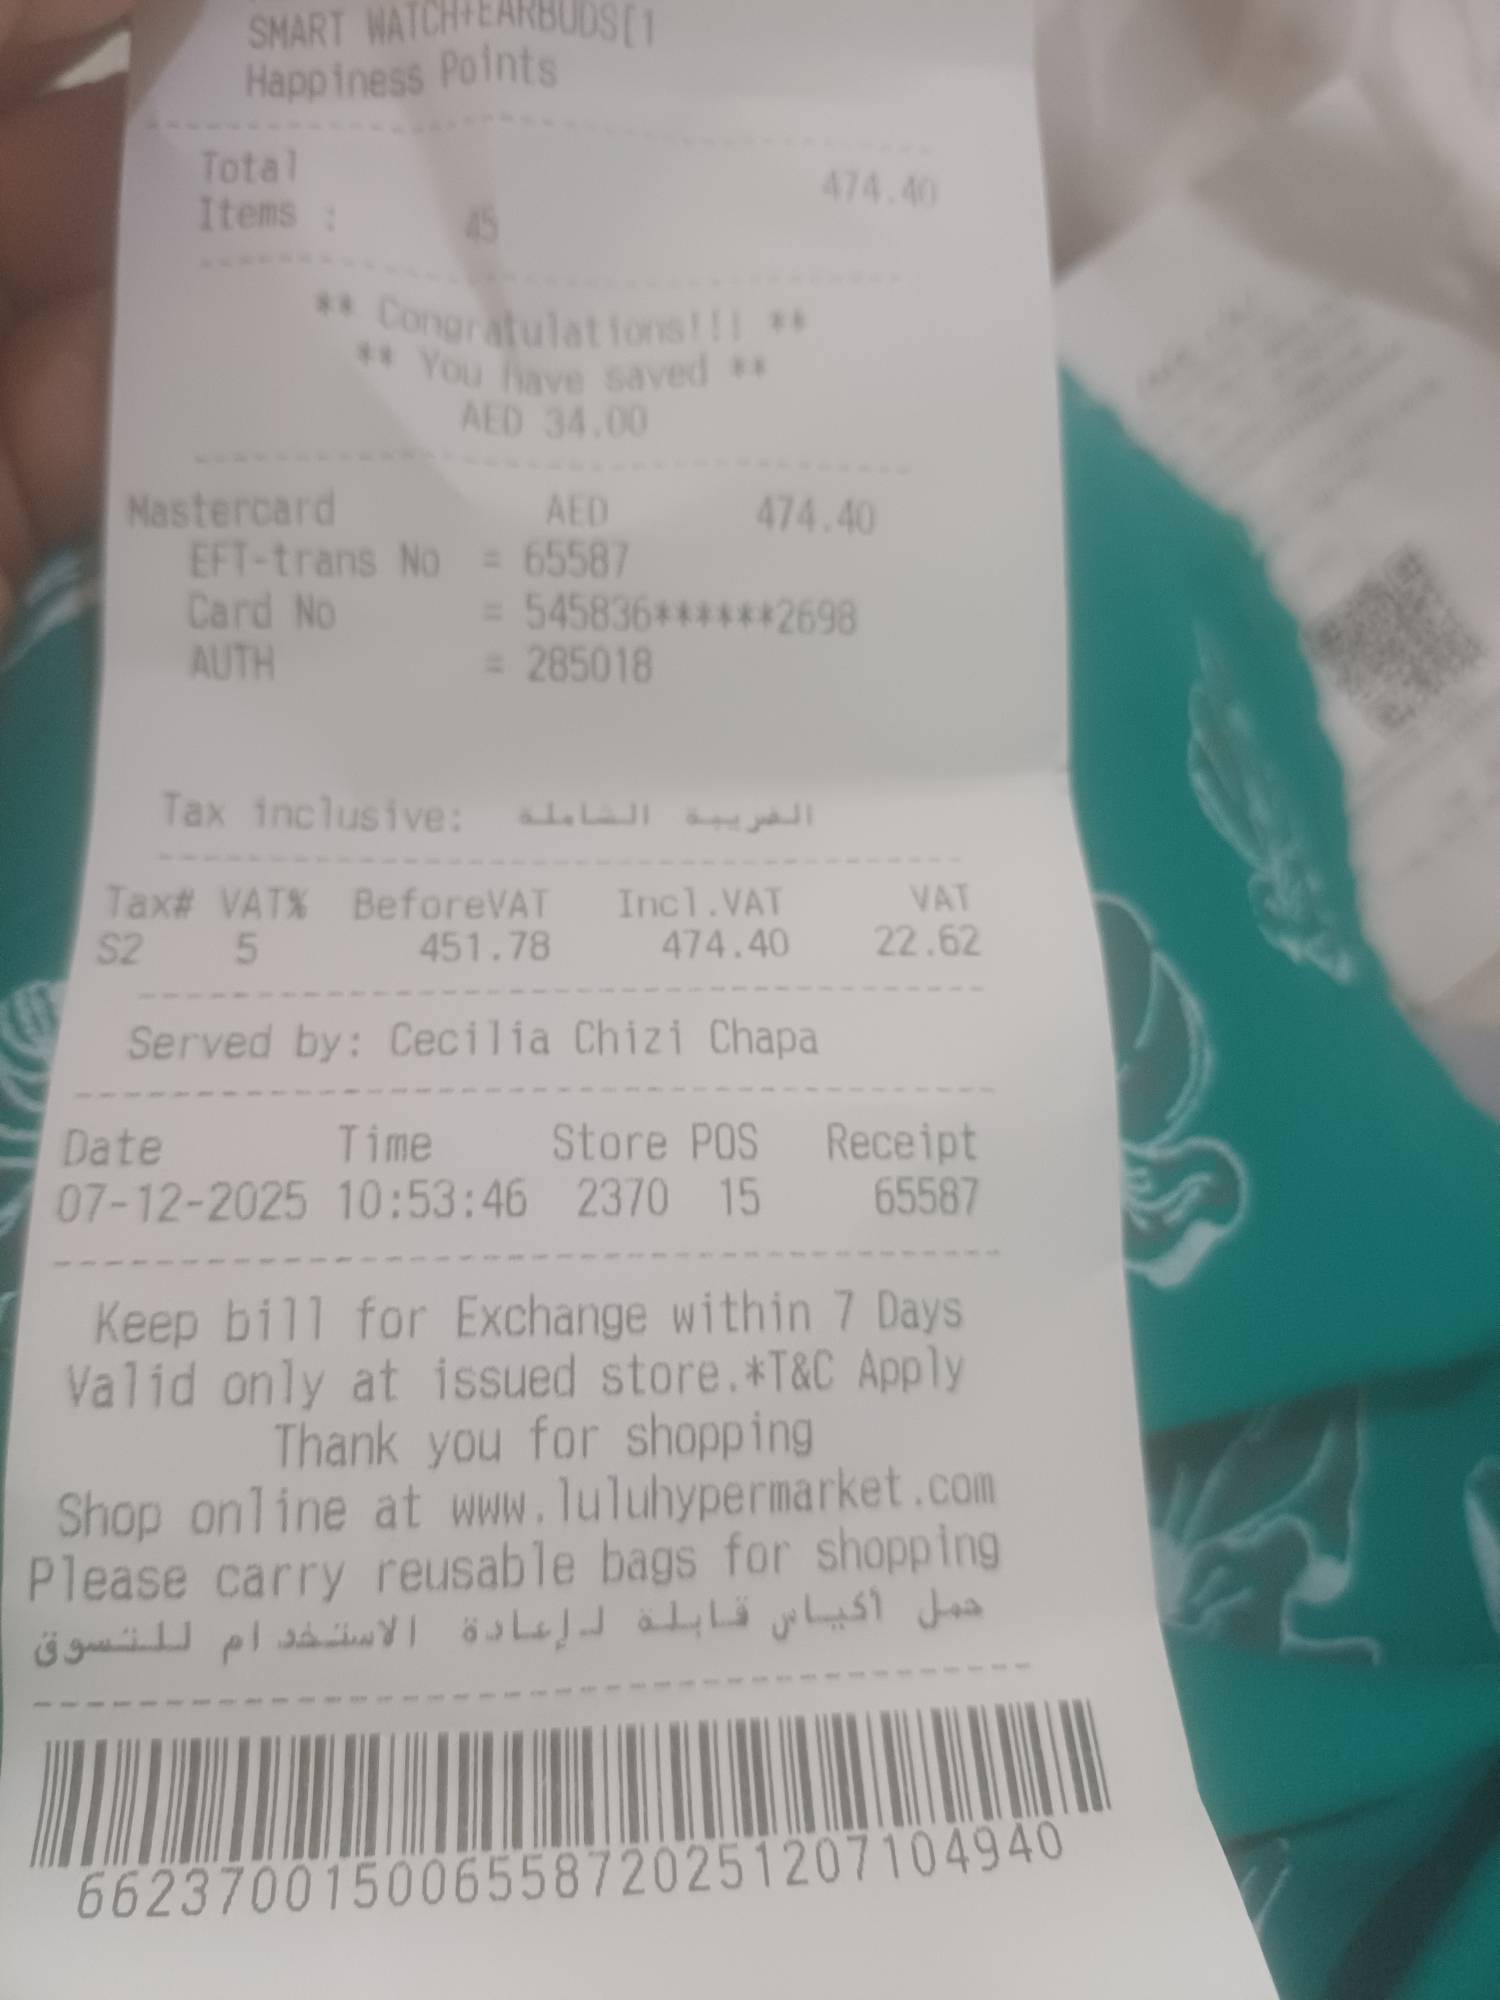 SMART WATCH+EARBUDS[1
Happiness Points
Total 474.40
Items : 45
** Congratulations!!! **
** You have saved **
AED 34.00
Mastercard AED 474.40
EFT-trans No = 65587
Card No = 545836******2698
AUTH = 285018
Tax inclusive: الضريبة الشاملة
Tax# VAT% BeforeVAT Incl.VAT VAT
S2 5 451.78 474.40 22.62
Served by: Cecilia Chizi Chapa
Date Time Store POS Receipt
07-12-2025 10:53:46 2370 15 65587
Keep bill for Exchange within 7 Days
Valid only at issued store.*T&C Apply
Thank you for shopping
Shop online at www.luluhypermarket.com
Please carry reusable bags for shopping
حمل أكياس قابلة لإعادة الاستخدام للتسوق
66237001500655872025120710​4940